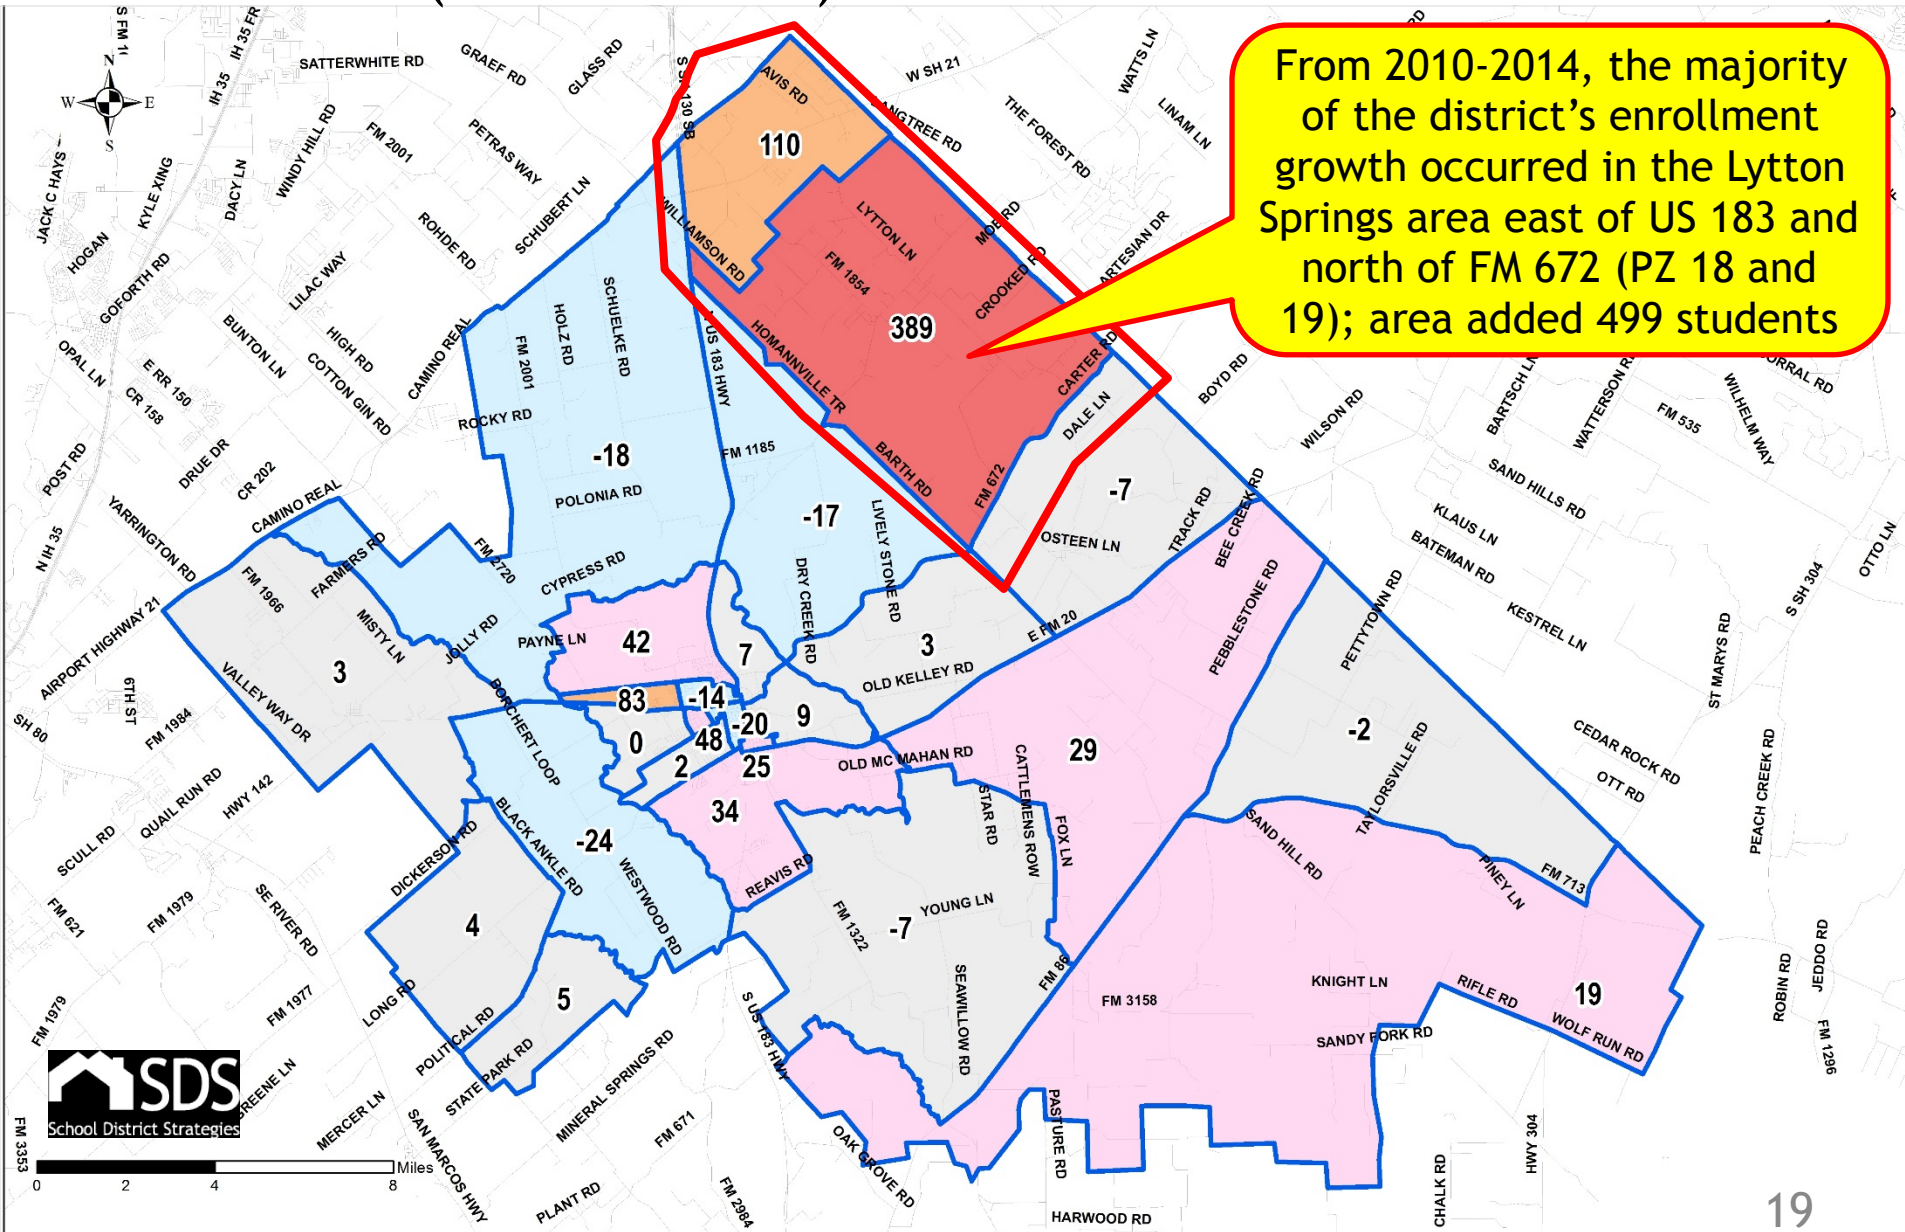 From 2010-2014, the majority
of the district's enrollment
growth occurred in the Lytton
Springs area east of US 183 and
north of FM 672 (PZ 18 and
19); area added 499 students
N
W
E
S
IH 35
IH 35 FR
SATTERWHITE RD
GRAEF RD
GLASS RD
W SH 21
WATTS LN
LINAM LN
THE FOREST RD
AVIS RD
110
JACK C HAYS
KYLE XING
DACY LN
WINDY HILL RD
FM 2001
PETRAS WAY
SCHUBERT LN
ROHDE RD
HOGAN
GOFORTH RD
LILAC WAY
WILLIAMSON RD
LYTTON LN
FM 1854
CROOKED RD
ARTESIAN DR
389
BUNTON LN
HIGH RD
COTTON GIN RD
CAMINO REAL
OPAL LN
E RR 150
CR 158
FM 2001
HOLZ RD
SCHUELKE RD
US 183 HWY
HOMANNVILLE TR
CARTER RD
DALE LN
BOYD RD
WILSON RD
BARTSCH LN
WATTERSON RD
FM 535
WILHELM WAY
ROCKY RD
-18
FM 1185
BARTH RD
FM 672
POST RD
DRUE DR
CR 202
CAMINO REAL
POLONIA RD
-17
LIVELY STONE RD
-7
OSTEEN LN
TRACK RD
BEE CREEK RD
SAND HILLS RD
KLAUS LN
BATEMAN RD
OTTO LN
N IH 35
YARRINGTON RD
FM 1966
FARMERS RD
FM 2720
CYPRESS RD
DRY CREEK RD
PEBBLESTONE RD
PETTYTOWN RD
KESTREL LN
S SH 304
AIRPORT HIGHWAY 21
MISTY LN
JOLLY RD
PAYNE LN
42
7
3
E FM 20
OLD KELLEY RD
ST MARYS RD
3
VALLEY WAY DR
6TH ST
FM 1984
SH 80
BORCHERT LOOP
83
-14
-20
9
0
48
2
25
OLD MC MAHAN RD
29
-2
TAYLORSVILLE RD
CEDAR ROCK RD
OTT RD
PEACH CREEK RD
QUAIL RUN RD
HWY 142
SCULL RD
DICKERSON RD
BLACK ANKLE RD
-24
WESTWOOD RD
34
REAVIS RD
STAR RD
CATTLEMENS ROW
FOX LN
SAND HILL RD
PINEY LN
FM 713
FM 621
FM 1979
SE RIVER RD
4
FM 1322
YOUNG LN
-7
FM 86
SEAWILLOW RD
FM 3158
KNIGHT LN
RIFLE RD
19
WOLF RUN RD
SANDY FORK RD
ROBIN RD
JEDDO RD
FM 1296
FM 1979
FM 1977
LONG RD
POLITICAL RD
5
STATE PARK RD
S US 183 HWY
MINERAL SPRINGS RD
MERCER LN
SAN MARCOS HWY
FM 671
OAK GROVE RD
PASTURE RD
HWY 304
CHALK RD
FM 3353
PLANT RD
FM 2984
HARWOOD RD
SDS
School District Strategies
Miles
0 2 4 8
19